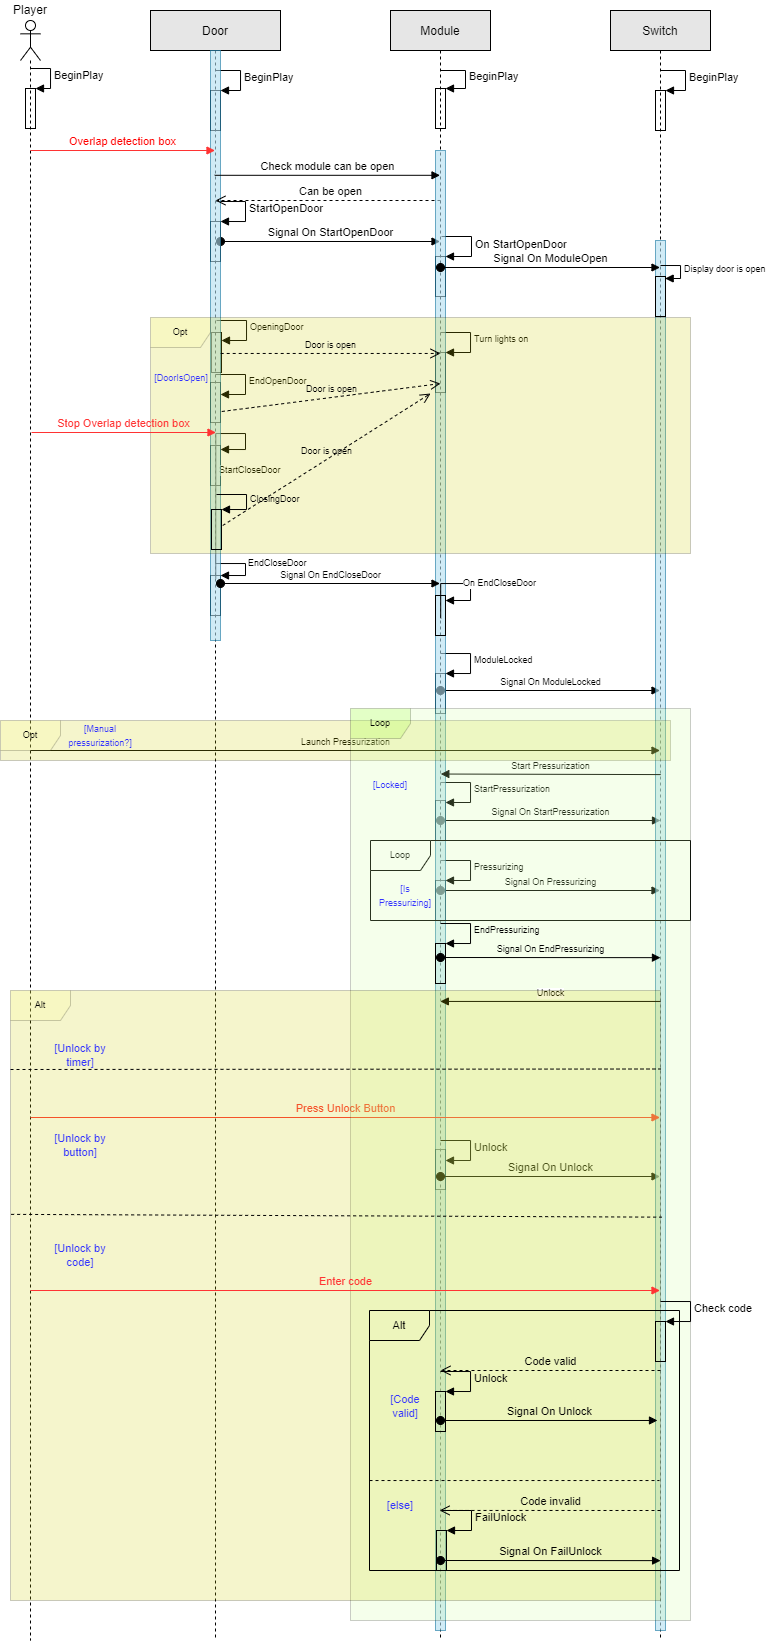 Player
Door
Module
Switch
BeginPlay
BeginPlay
BeginPlay
BeginPlay
Overlap detection box
Check module can be open
Can be open
StartOpenDoor
Signal On StartOpenDoor
On StartOpenDoor
Signal On ModuleOpen
Display door is open
Opt
OpeningDoor
Turn lights on
Door is open
[DoorIsOpen]
EndOpenDoor
Door is open
Stop Overlap detection box
Door is open
StartCloseDoor
ClosingDoor
EndCloseDoor
Signal On EndCloseDoor
On EndCloseDoor
ModuleLocked
Signal On ModuleLocked
Loop
Opt
[Manual
pressurization?]
Launch Pressurization
Start Pressurization
[Locked]
StartPressurization
Signal On StartPressurization
Loop
Pressurizing
Signal On Pressurizing
[Is
Pressurizing]
EndPressurizing
Signal On EndPressurizing
Unlock
Alt
[Unlock by
timer]
Press Unlock Button
[Unlock by
button]
Unlock
Signal On Unlock
[Unlock by
code]
Enter code
Check code
Alt
Code valid
Unlock
[Code
valid]
Signal On Unlock
Code invalid
[else]
FailUnlock
Signal On FailUnlock